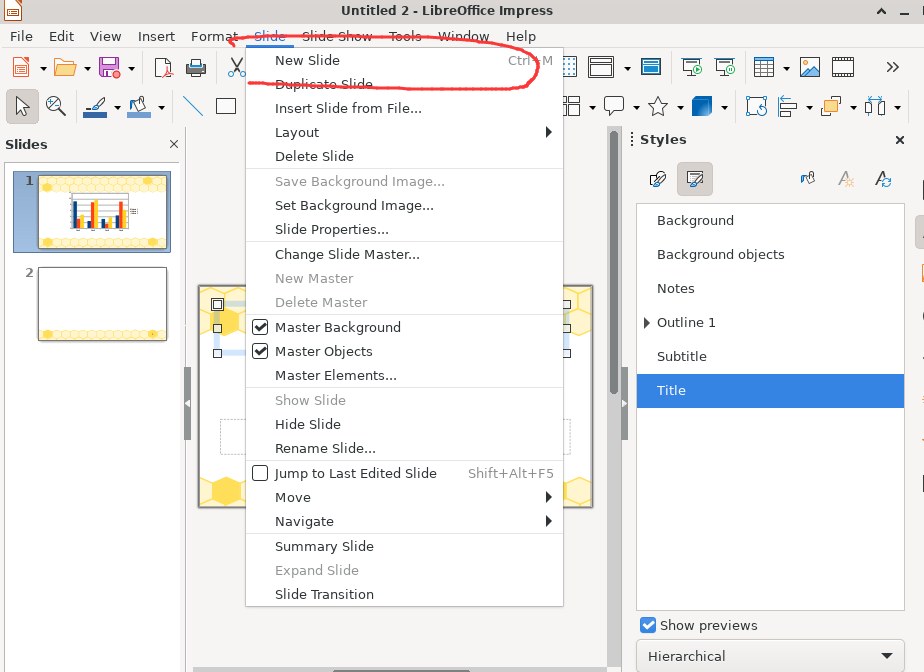 Untitled 2 - LibreOffice Impress
File Edit View Insert Format Slide Slide Show Tools Window Help
New Slide Ctrl+M
Duplicate Slide
Insert Slide from File...
Layout
Delete Slide
Save Background Image...
Set Background Image...
Slide Properties...
Change Slide Master...
New Master
Delete Master
Master Background
Master Objects
Master Elements...
Show Slide
Hide Slide
Rename Slide...
Jump to Last Edited Slide Shift+Alt+F5
Move
Navigate
Summary Slide
Expand Slide
Slide Transition
Slides
1
2
Styles
Background
Background objects
Notes
Outline 1
Subtitle
Title
Show previews
Hierarchical